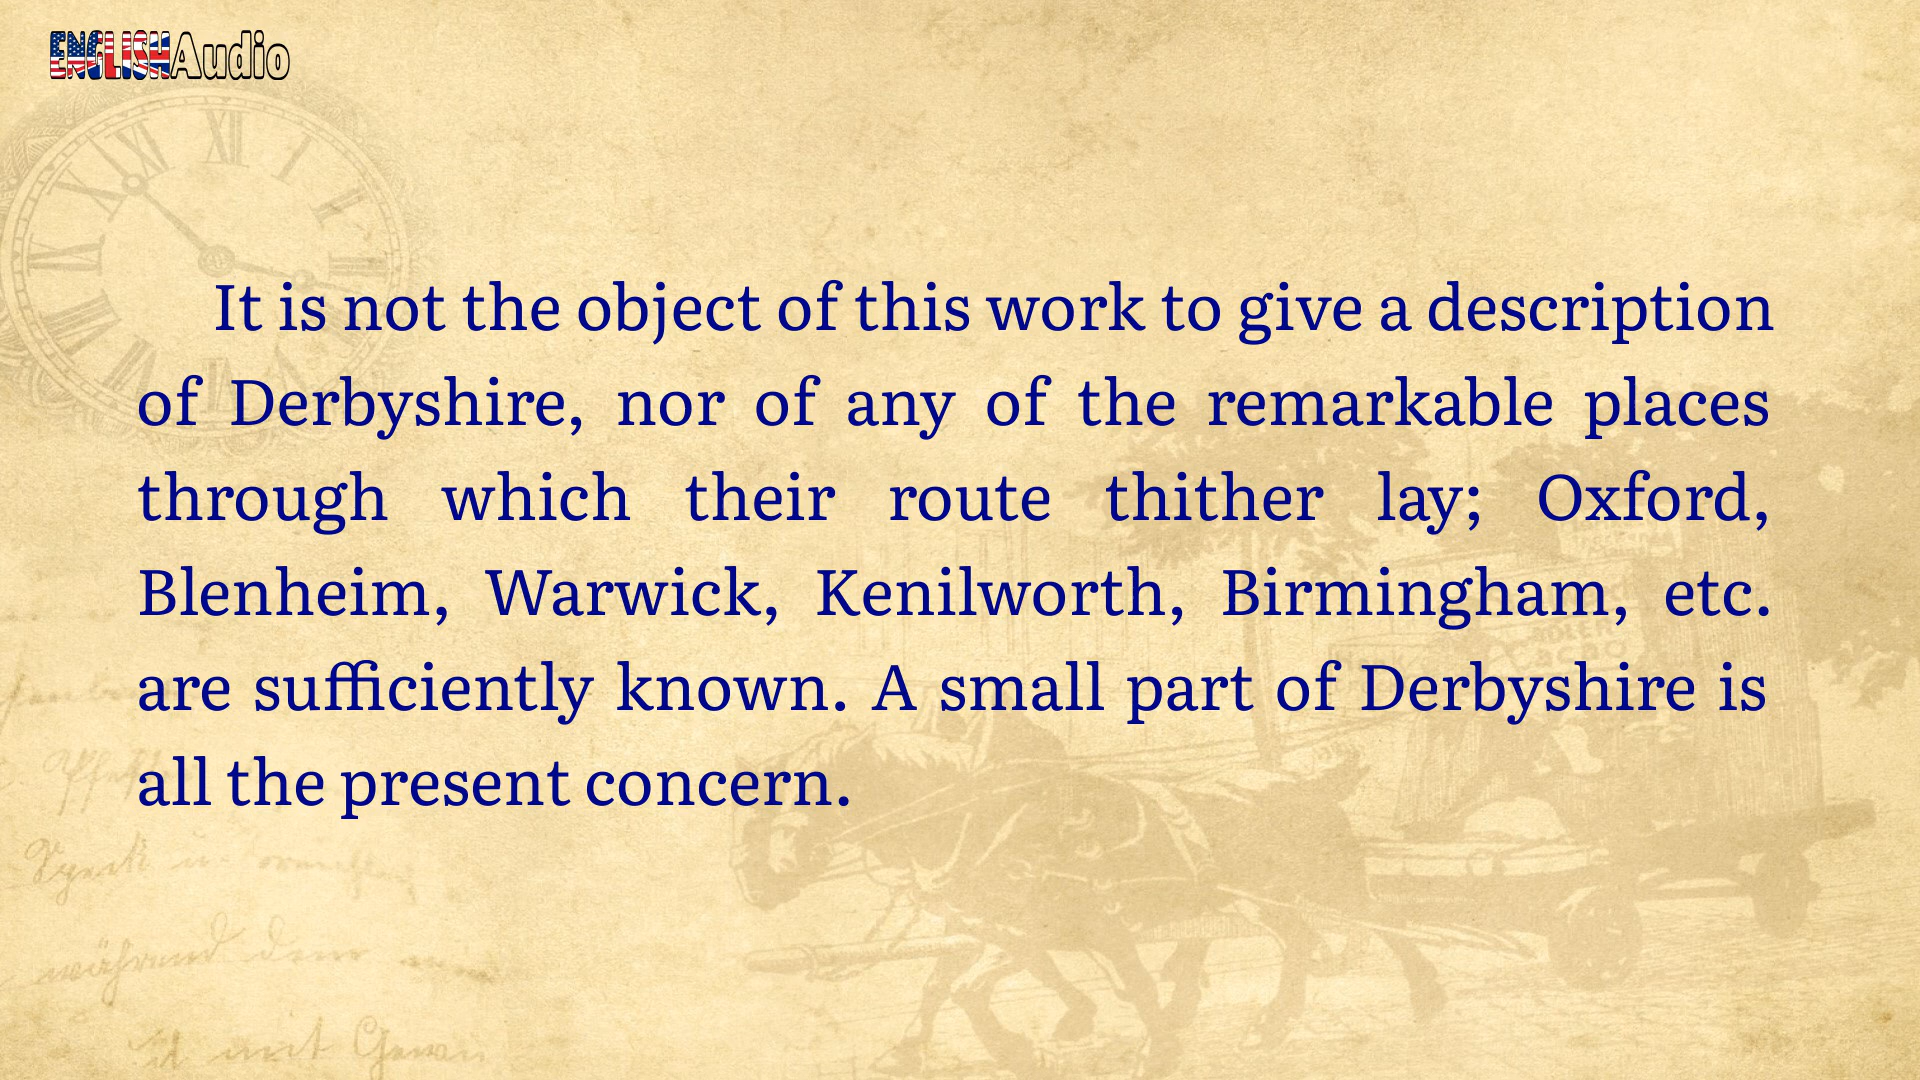 ENGLISHAudio
It is not the object of this work to give a description
of Derbyshire, nor of any of the remarkable places
through which their route thither lay; Oxford,
Blenheim, Warwick, Kenilworth, Birmingham, etc.
are sufficiently known. A small part of Derbyshire is
all the present concern.
während
mit